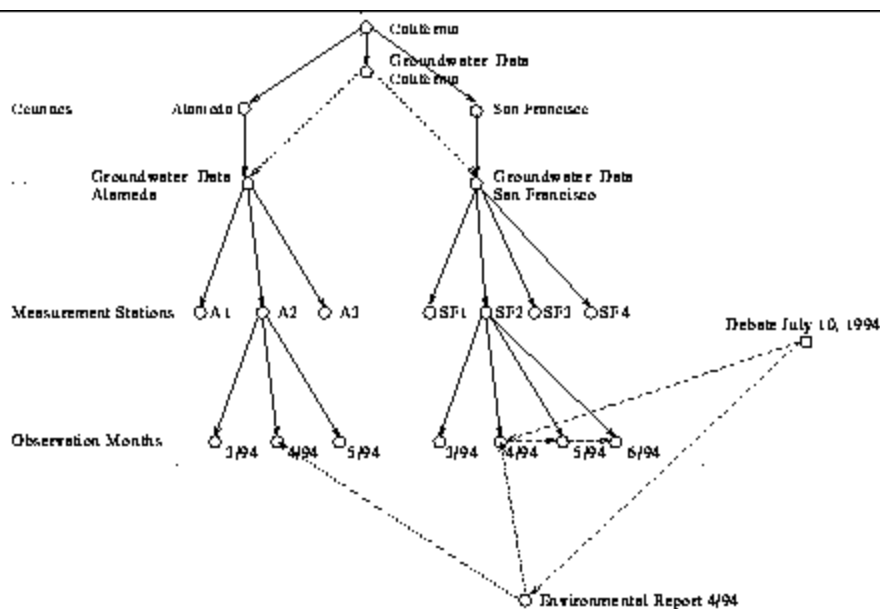 California
Groundwater Data
California
Counties
Alameda
San Francisco
Groundwater Data
Alameda
Groundwater Data
San Francisco
Measurement Stations
A1
A2
A3
SF1
SF2
SF3
SF4
Debate July 10, 1994
Observation Months
3/94
4/94
5/94
3/94
4/94
5/94
6/94
Environmental Report 4/94